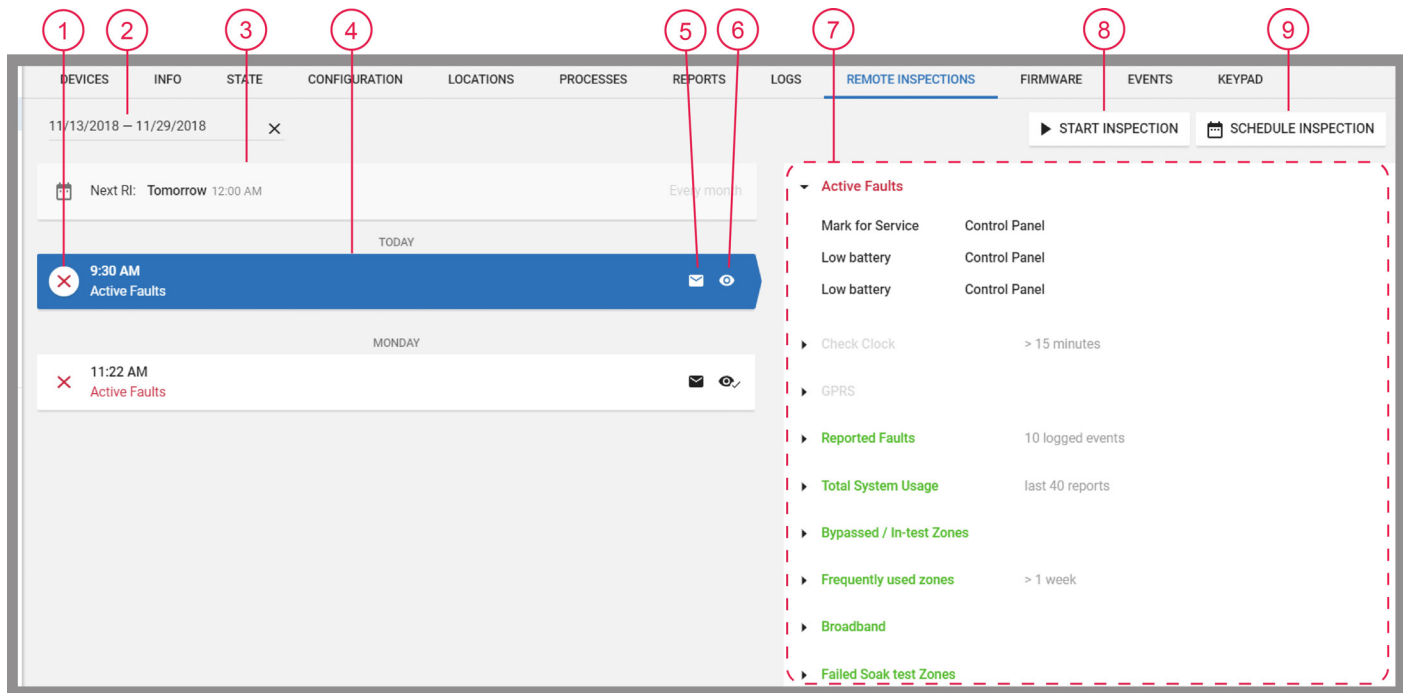 1 2 3 4 5 6 7 8 9
DEVICES INFO STATE CONFIGURATION LOCATIONS PROCESSES REPORTS LOGS REMOTE INSPECTIONS FIRMWARE EVENTS KEYPAD
11/13/2018 — 11/29/2018
START INSPECTION SCHEDULE INSPECTION
Next RI: Tomorrow 12:00 AM Every month
TODAY
9:30 AM
Active Faults
MONDAY
11:22 AM
Active Faults
Active Faults
Mark for Service Control Panel
Low battery Control Panel
Low battery Control Panel
Check Clock > 15 minutes
GPRS
Reported Faults 10 logged events
Total System Usage last 40 reports
Bypassed / In-test Zones
Frequently used zones > 1 week
Broadband
Failed Soak test Zones